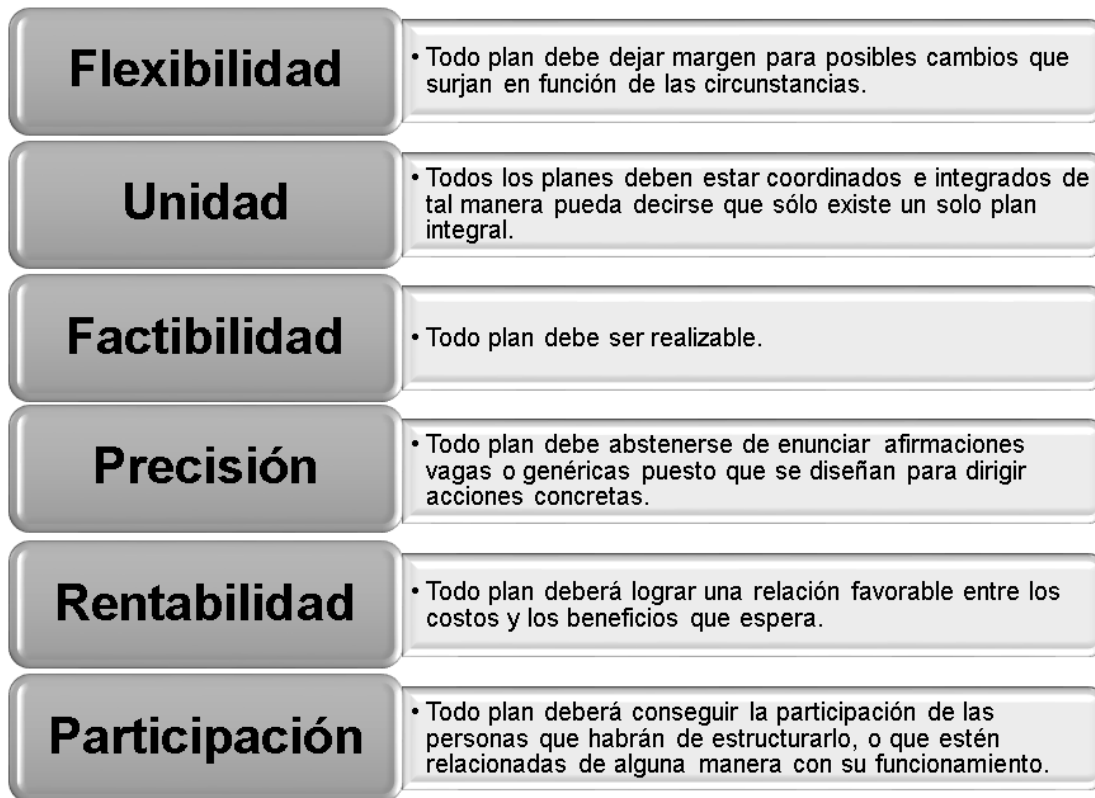 Flexibilidad
• Todo plan debe dejar margen para posibles cambios que
surjan en función de las circunstancias.
Unidad
• Todos los planes deben estar coordinados e integrados de
tal manera pueda decirse que sólo existe un solo plan
integral.
Factibilidad
• Todo plan debe ser realizable.
Precisión
• Todo plan debe abstenerse de enunciar afirmaciones
vagas o genéricas puesto que se diseñan para dirigir
acciones concretas.
Rentabilidad
• Todo plan deberá lograr una relación favorable entre los
costos y los beneficios que espera.
Participación
• Todo plan deberá conseguir la participación de las
personas que habrán de estructurarlo, o que estén
relacionadas de alguna manera con su funcionamiento.